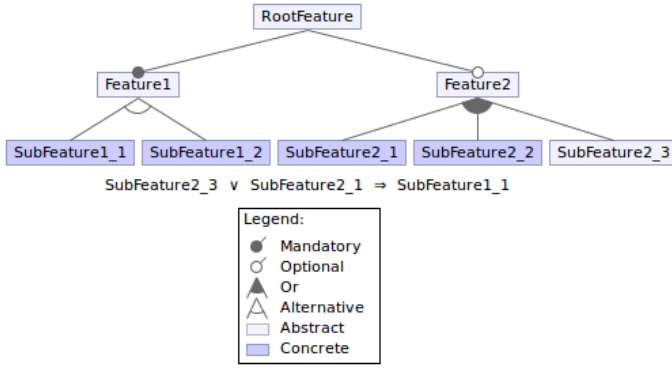 RootFeature
Feature1 Feature2
SubFeature1_1 SubFeature1_2 SubFeature2_1 SubFeature2_2 SubFeature2_3
SubFeature2_3 ∨ SubFeature2_1 ⇒ SubFeature1_1
Legend:
Mandatory
Optional
Or
Alternative
Abstract
Concrete